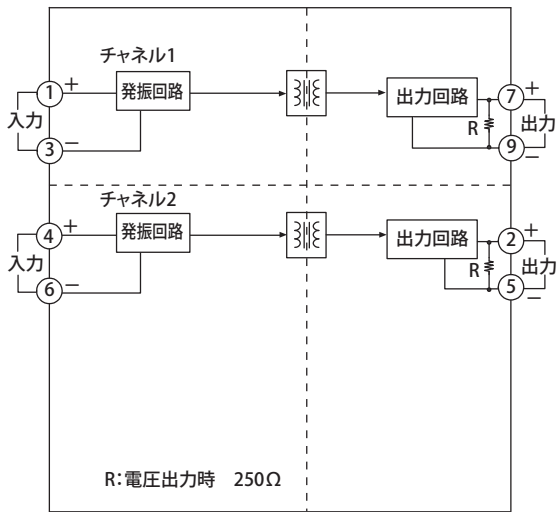 チャネル1
① + 発振回路 出力回路 ⑦ +
入力 R 出力
③ − ⑨ −
チャネル2
④ + 発振回路 出力回路 ② +
入力 R 出力
⑥ − ⑤ −
R：電圧出力時　250Ω